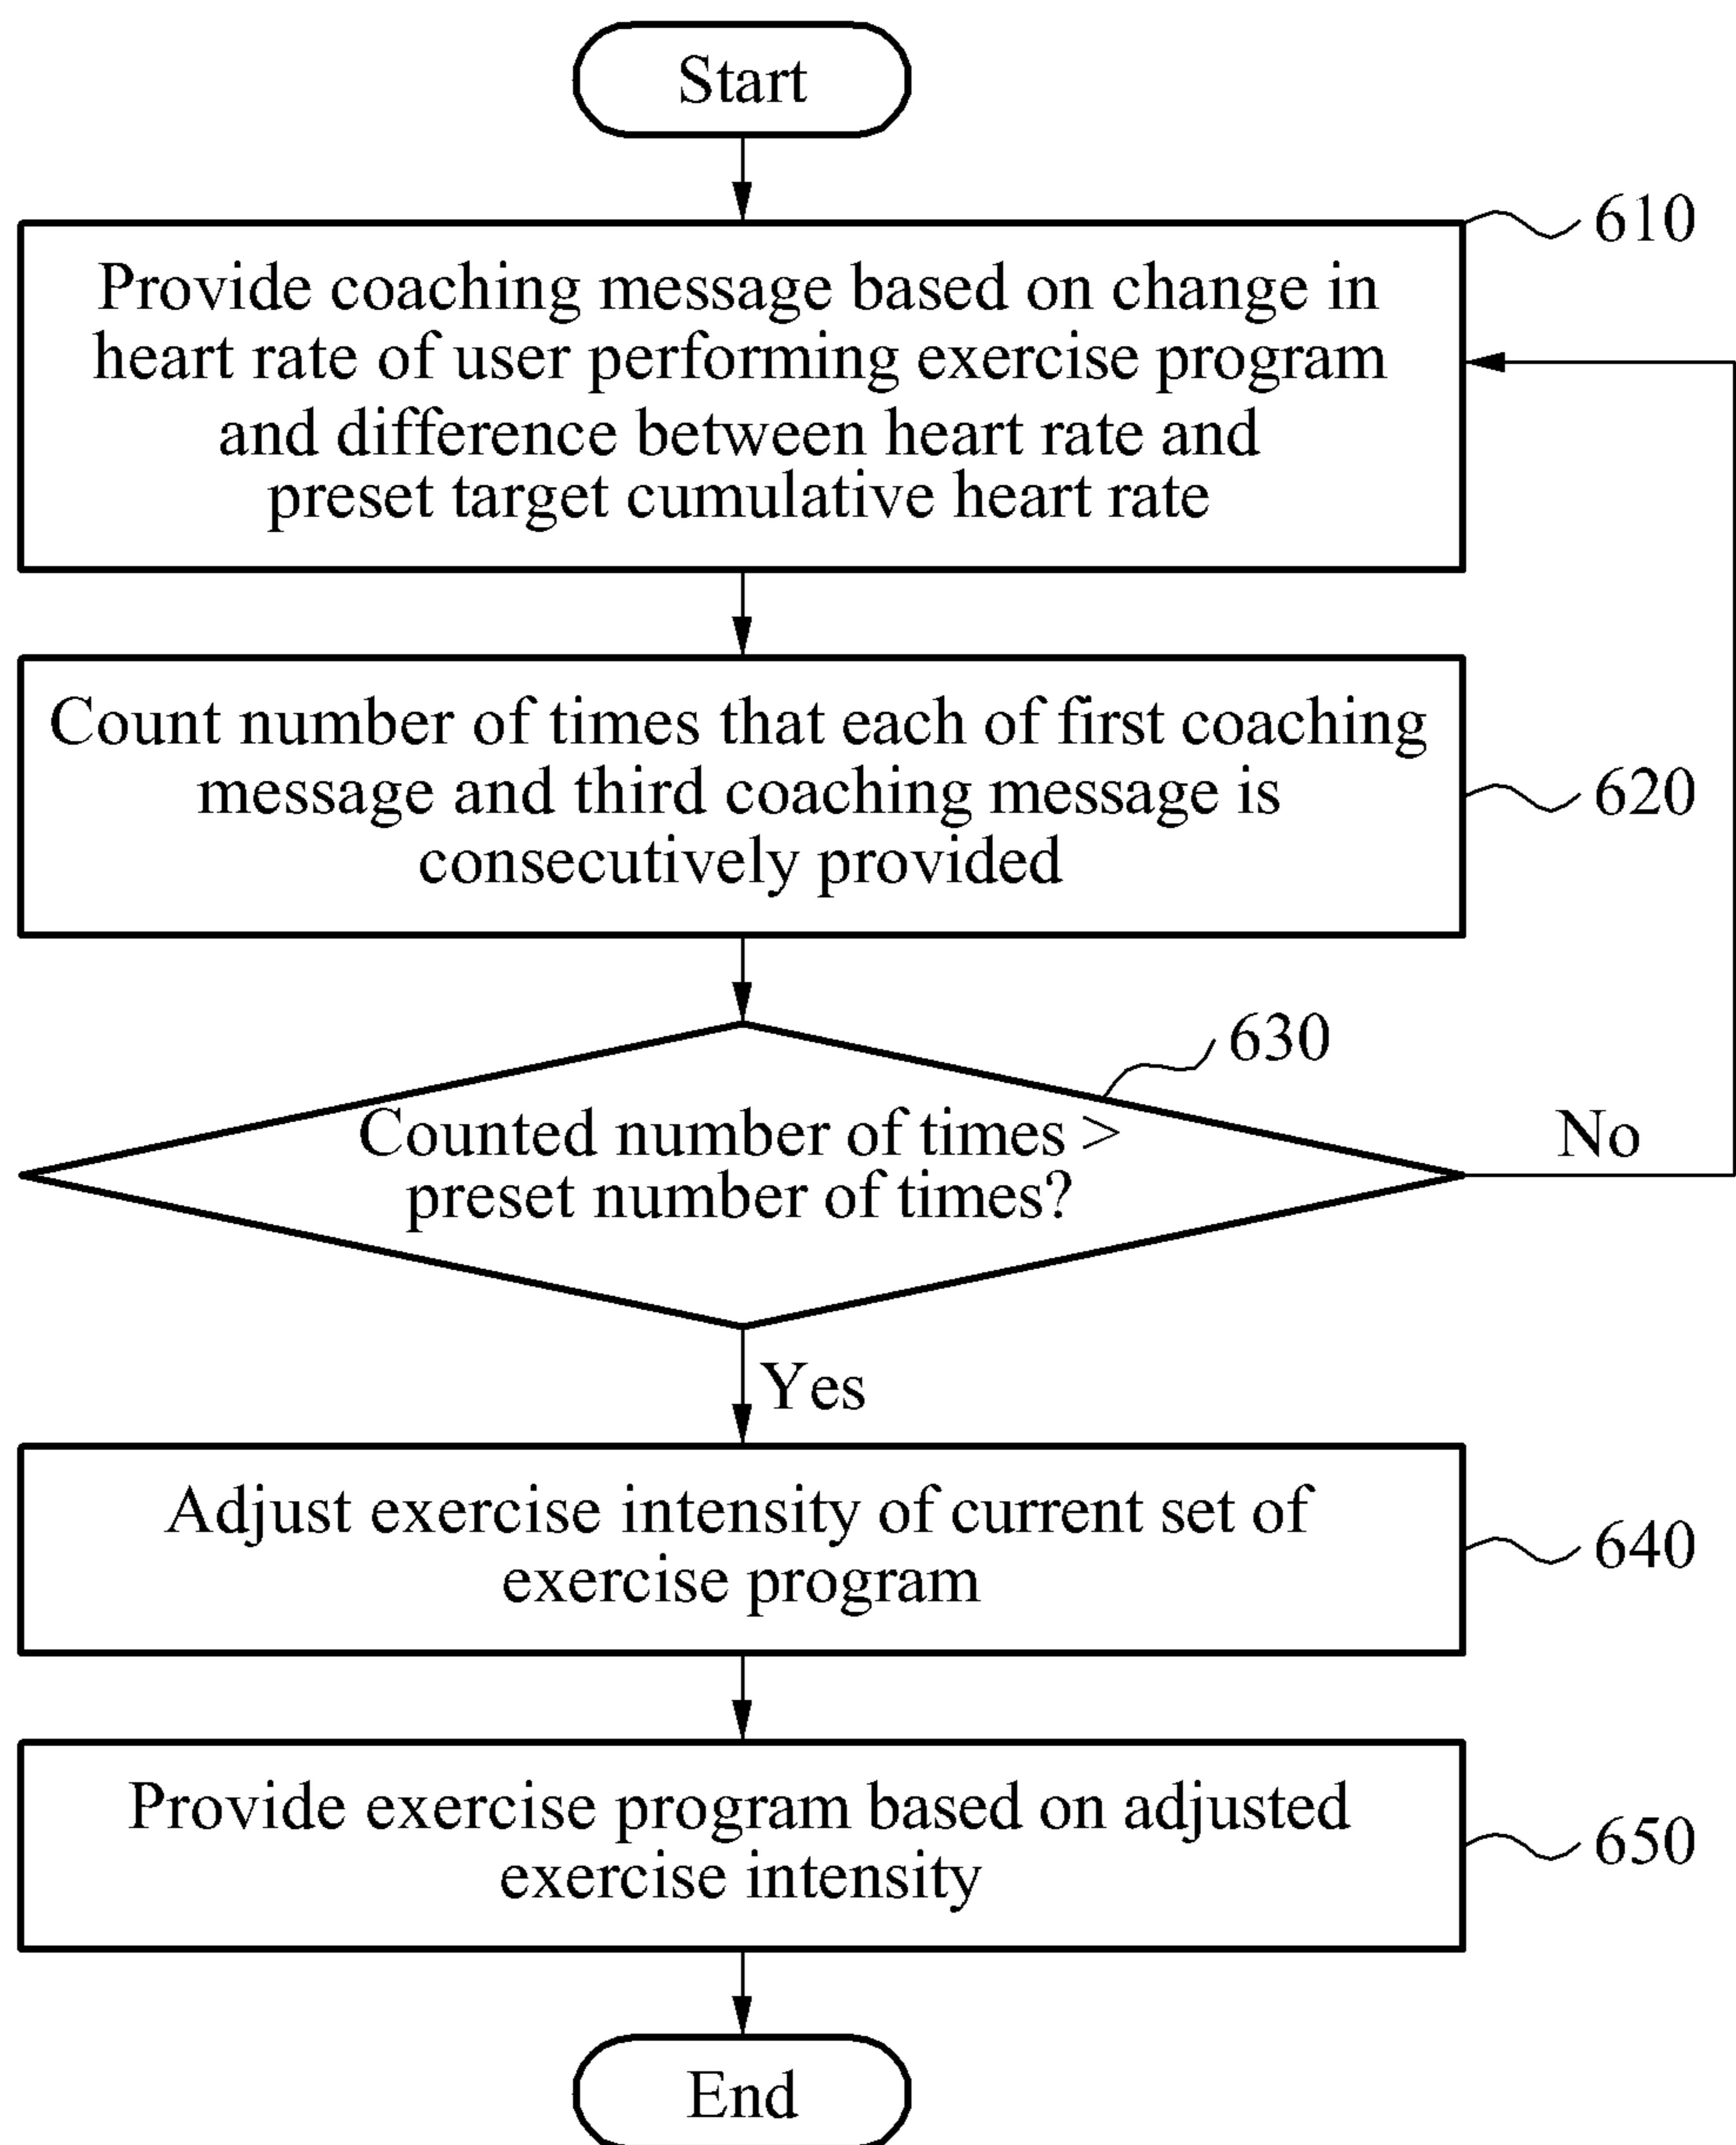 Start
610
Provide coaching message based on change in
heart rate of user performing exercise program
and difference between heart rate and
preset target cumulative heart rate
Count number of times that each of first coaching
message and third coaching message is
consecutively provided
620
630
Counted number of times >
preset number of times?
No
Yes
Adjust exercise intensity of current set of
exercise program
640
Provide exercise program based on adjusted
exercise intensity
650
End